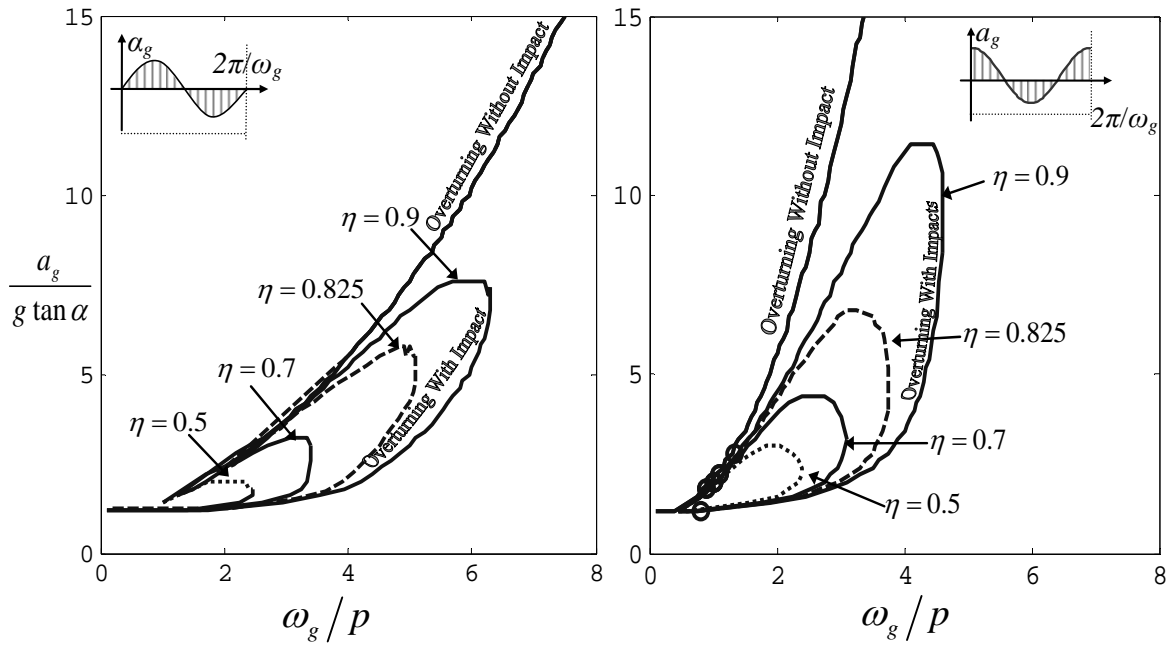 15
α_g
2π/ω_g
Overturning Without Impact
10
η = 0.9
a_g / g tan α
η = 0.825
5
η = 0.7
Overturning With Impact
η = 0.5
0
0 2 4 6 8
ω_g / p
15
a_g
2π/ω_g
Overturning Without Impact
10
η = 0.9
Overturning With Impacts
η = 0.825
5
η = 0.7
η = 0.5
0
0 2 4 6 8
ω_g / p